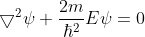 ▽²ψ + 2m/ħ² Eψ = 0